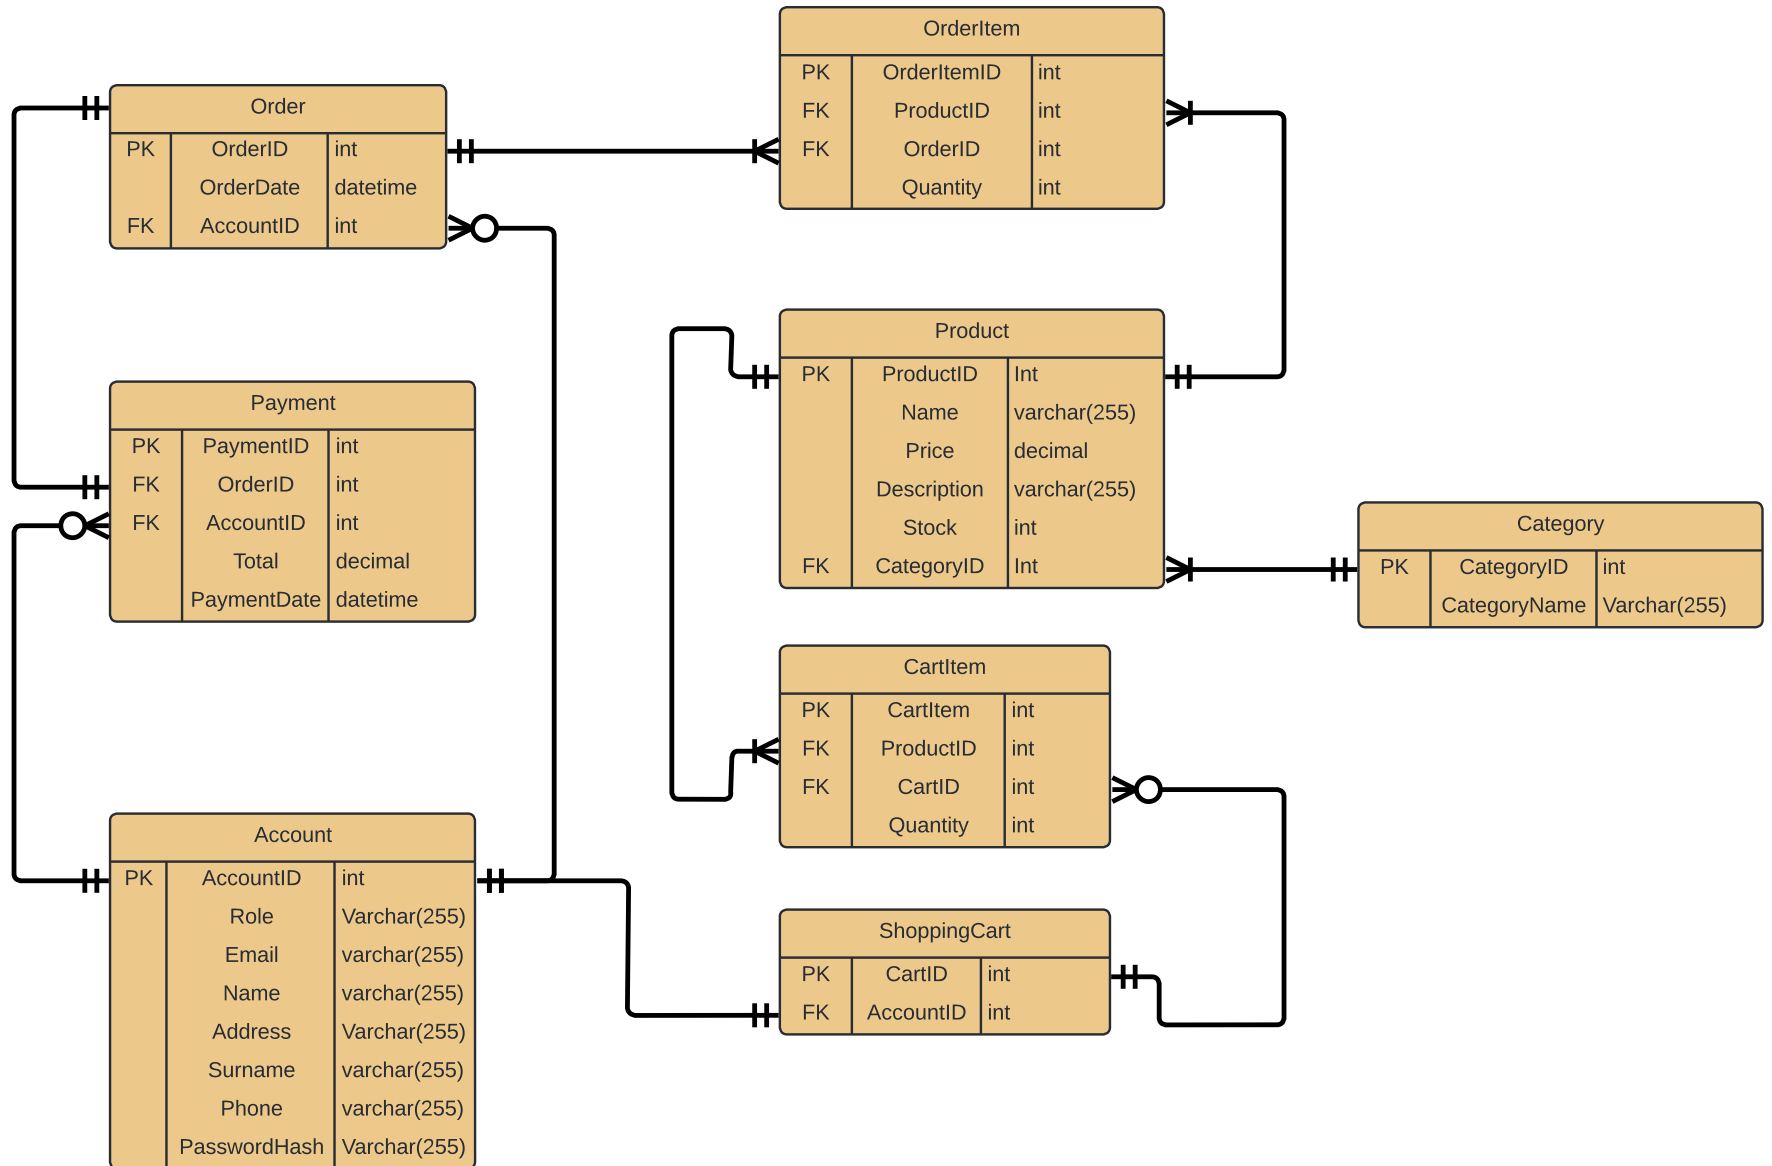 Order
PK OrderID int
OrderDate datetime
FK AccountID int
OrderItem
PK OrderItemID int
FK ProductID int
FK OrderID int
Quantity int
Payment
PK PaymentID int
FK OrderID int
FK AccountID int
Total decimal
PaymentDate datetime
Product
PK ProductID Int
Name varchar(255)
Price decimal
Description varchar(255)
Stock int
FK CategoryID Int
Category
PK CategoryID int
CategoryName Varchar(255)
CartItem
PK CartItem int
FK ProductID int
FK CartID int
Quantity int
Account
PK AccountID int
Role Varchar(255)
Email varchar(255)
Name varchar(255)
Address Varchar(255)
Surname varchar(255)
Phone varchar(255)
PasswordHash Varchar(255)
ShoppingCart
PK CartID int
FK AccountID int